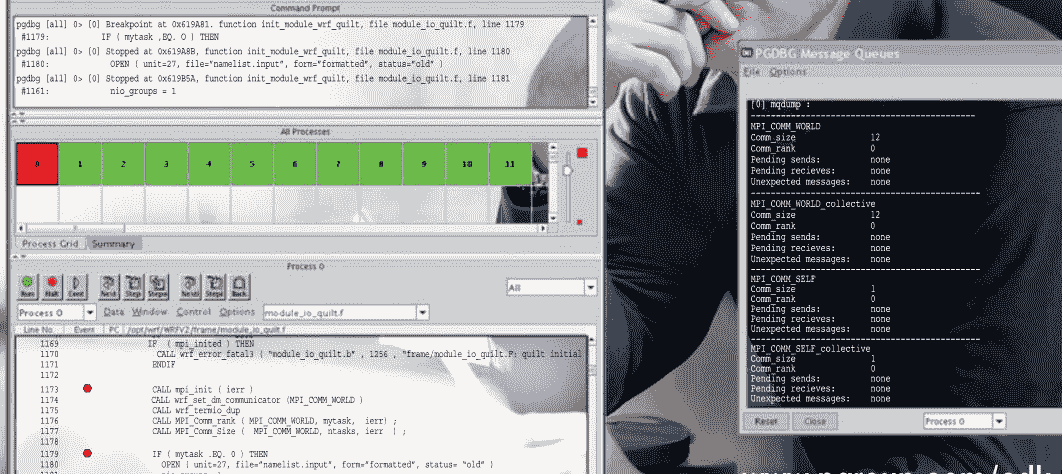 Command Prompt
pgdbg [all] 0> [0] Breakpoint at 0x619A81. function init_module_wrf_quilt, file module_io_quilt.f, line 1179
#1179: IF ( mytask .EQ. 0 ) THEN
pgdbg [all] 0> [0] Stopped at 0x619A8B, function init_module_wrf_quilt, file module_io_quilt.f, line 1180
#1180: OPEN ( unit=27, file="namelist.input", form="formatted", status="old" )
pgdbg [all] 0> [0] Stopped at 0x619B5A, function init_module_wrf_quilt, file module_io_quilt.f, line 1181
#1161: nio_groups = 1
All Processes
0 1 2 3 4 5 6 7 8 9 10 11
Process Grid Summary
Process 0
Run Halt Cont Next Step Stepo Nexti Stepi Back
All
Process 0 Data Window Control Options module_io_quilt.f
Line No. Event PC /opt/wrf/WRFV2/frame/module_io_quilt.f
1169 IF ( mpi_inited ) THEN
1170 CALL wrf_error_fatal3 ( "module_io_quilt.b" , 1256 , "frame/module_io_quilt.F: quilt initial
1171 ENDIF
1172
1173 CALL mpi_init ( ierr )
1174 CALL wrf_set_dm_communicator (MPI_COMM_WORLD )
1175 CALL wrf_termio_dup
1176 CALL MPI_Comm_rank ( MPI_COMM_WORLD, mytask, ierr) ;
1177 CALL MPI_Comm_Size ( MPI_COMM_WORLD, ntasks, ierr ) ;
1178
1179 IF ( mytask .EQ. 0 ) THEN
1180 OPEN ( unit=27, file="namelist.input", form="formatted", status= "old" )
PGDBG Message Queues
File Options
[0] mqdump :
MPI_COMM_WORLD
Comm_size 12
Comm_rank 0
Pending sends: none
Pending recieves: none
Unexpected messages: none
MPI_COMM_WORLD_collective
Comm_size 12
Comm_rank 0
Pending sends: none
Pending recieves: none
Unexpected messages: none
MPI_COMM_SELF
Comm_size 1
Comm_rank 0
Pending sends: none
Pending recieves: none
Unexpected messages: none
MPI_COMM_SELF_collective
Comm_size 1
Comm_rank 0
Pending sends: none
Pending recieves: none
Unexpected messages: none
Reset Close Process 0